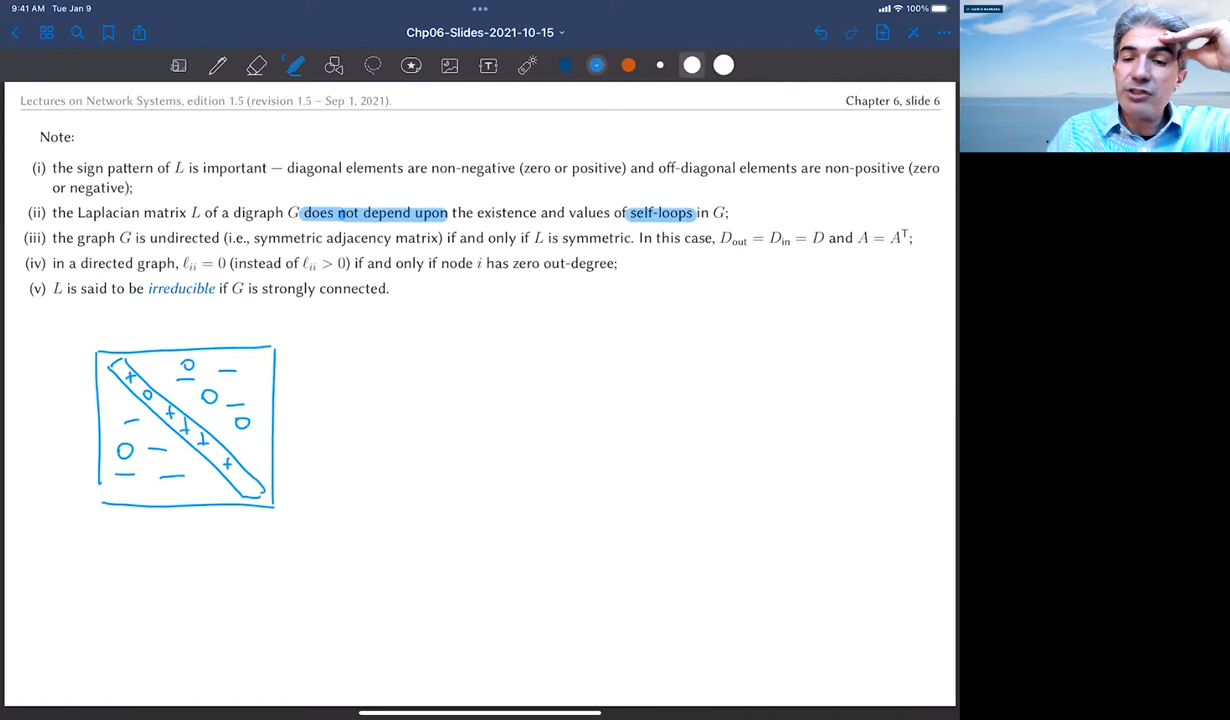 9:41 AM Tue Jan 9
100%
Chp06-Slides-2021-10-15
Lectures on Network Systems, edition 1.5 (revision 1.5 – Sep 1, 2021).
Chapter 6, slide 6
Note:
(i) the sign pattern of L is important — diagonal elements are non-negative (zero or positive) and off-diagonal elements are non-positive (zero
or negative);
(ii) the Laplacian matrix L of a digraph G does not depend upon the existence and values of self-loops in G;
(iii) the graph G is undirected (i.e., symmetric adjacency matrix) if and only if L is symmetric. In this case, D_out = D_in = D and A = Aᵀ;
(iv) in a directed graph, ℓ_ii = 0 (instead of ℓ_ii > 0) if and only if node i has zero out-degree;
(v) L is said to be irreducible if G is strongly connected.
+ 0 −
0 0 −
+ 0
− +
0 − + +
− − +